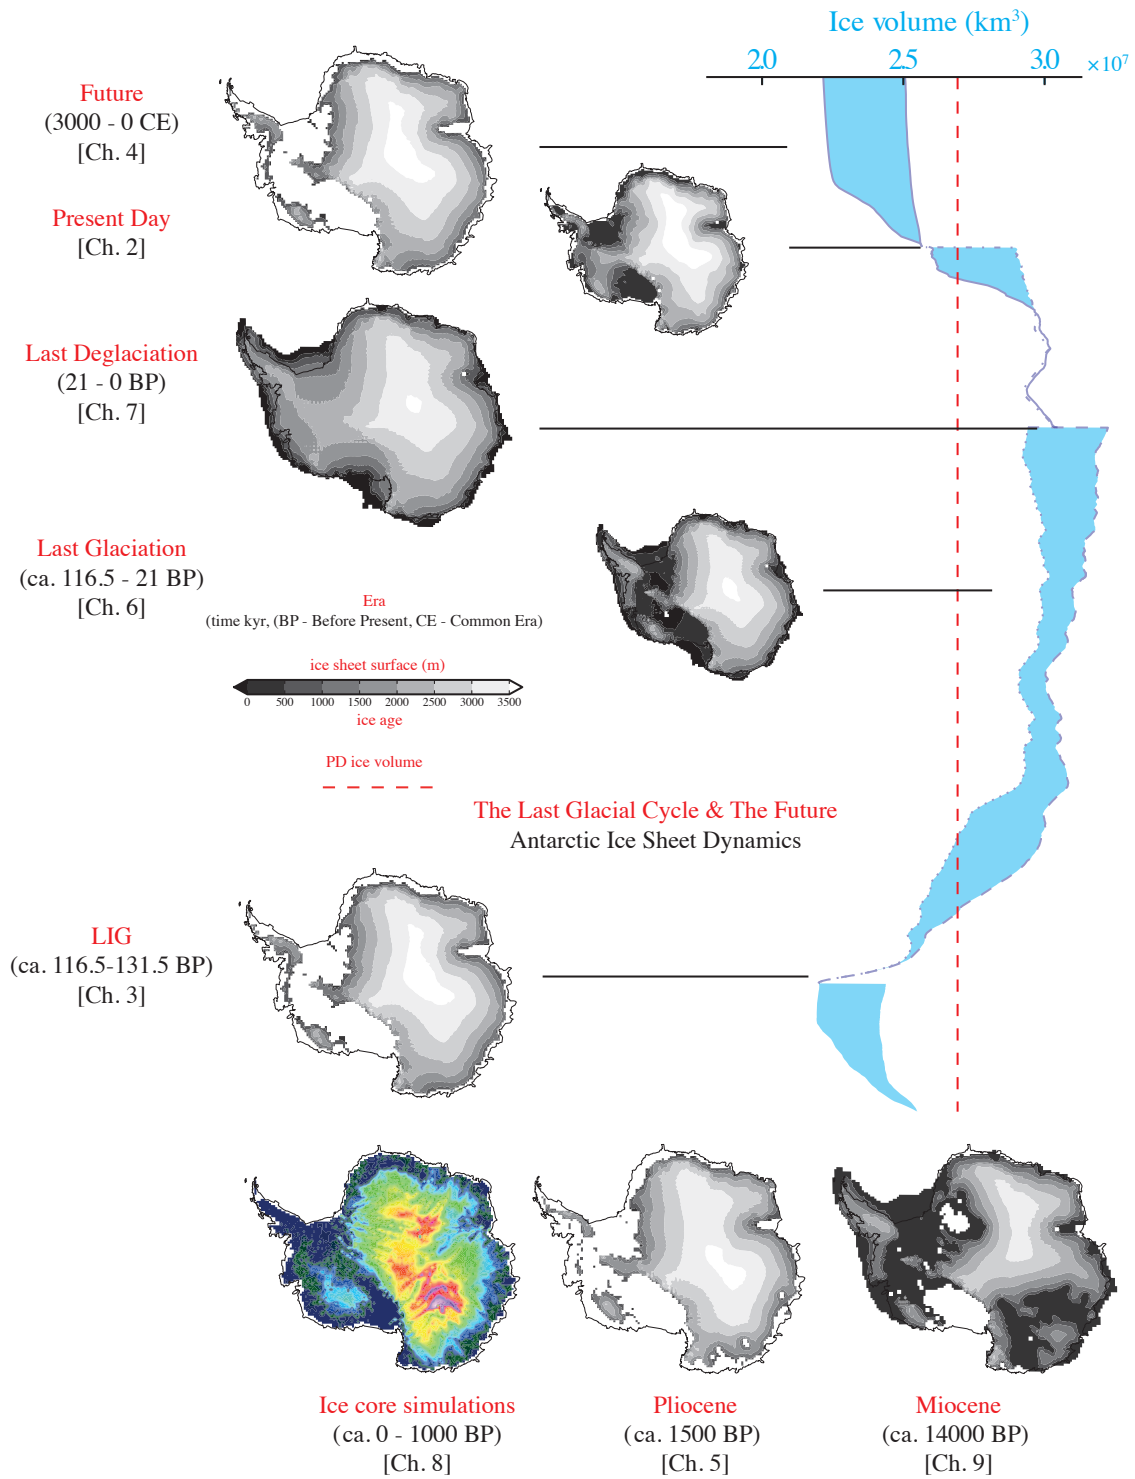 Ice volume (km³)
2.0 2.5 3.0 ×10⁷
Future
(3000 - 0 CE)
[Ch. 4]
Present Day
[Ch. 2]
Last Deglaciation
(21 - 0 BP)
[Ch. 7]
Last Glaciation
(ca. 116.5 - 21 BP)
[Ch. 6]
Era
(time kyr, (BP - Before Present, CE - Common Era)
ice sheet surface (m)
0 500 1000 1500 2000 2500 3000 3500
ice age
PD ice volume
The Last Glacial Cycle & The Future
Antarctic Ice Sheet Dynamics
LIG
(ca. 116.5-131.5 BP)
[Ch. 3]
Ice core simulations
(ca. 0 - 1000 BP)
[Ch. 8]
Pliocene
(ca. 1500 BP)
[Ch. 5]
Miocene
(ca. 14000 BP)
[Ch. 9]